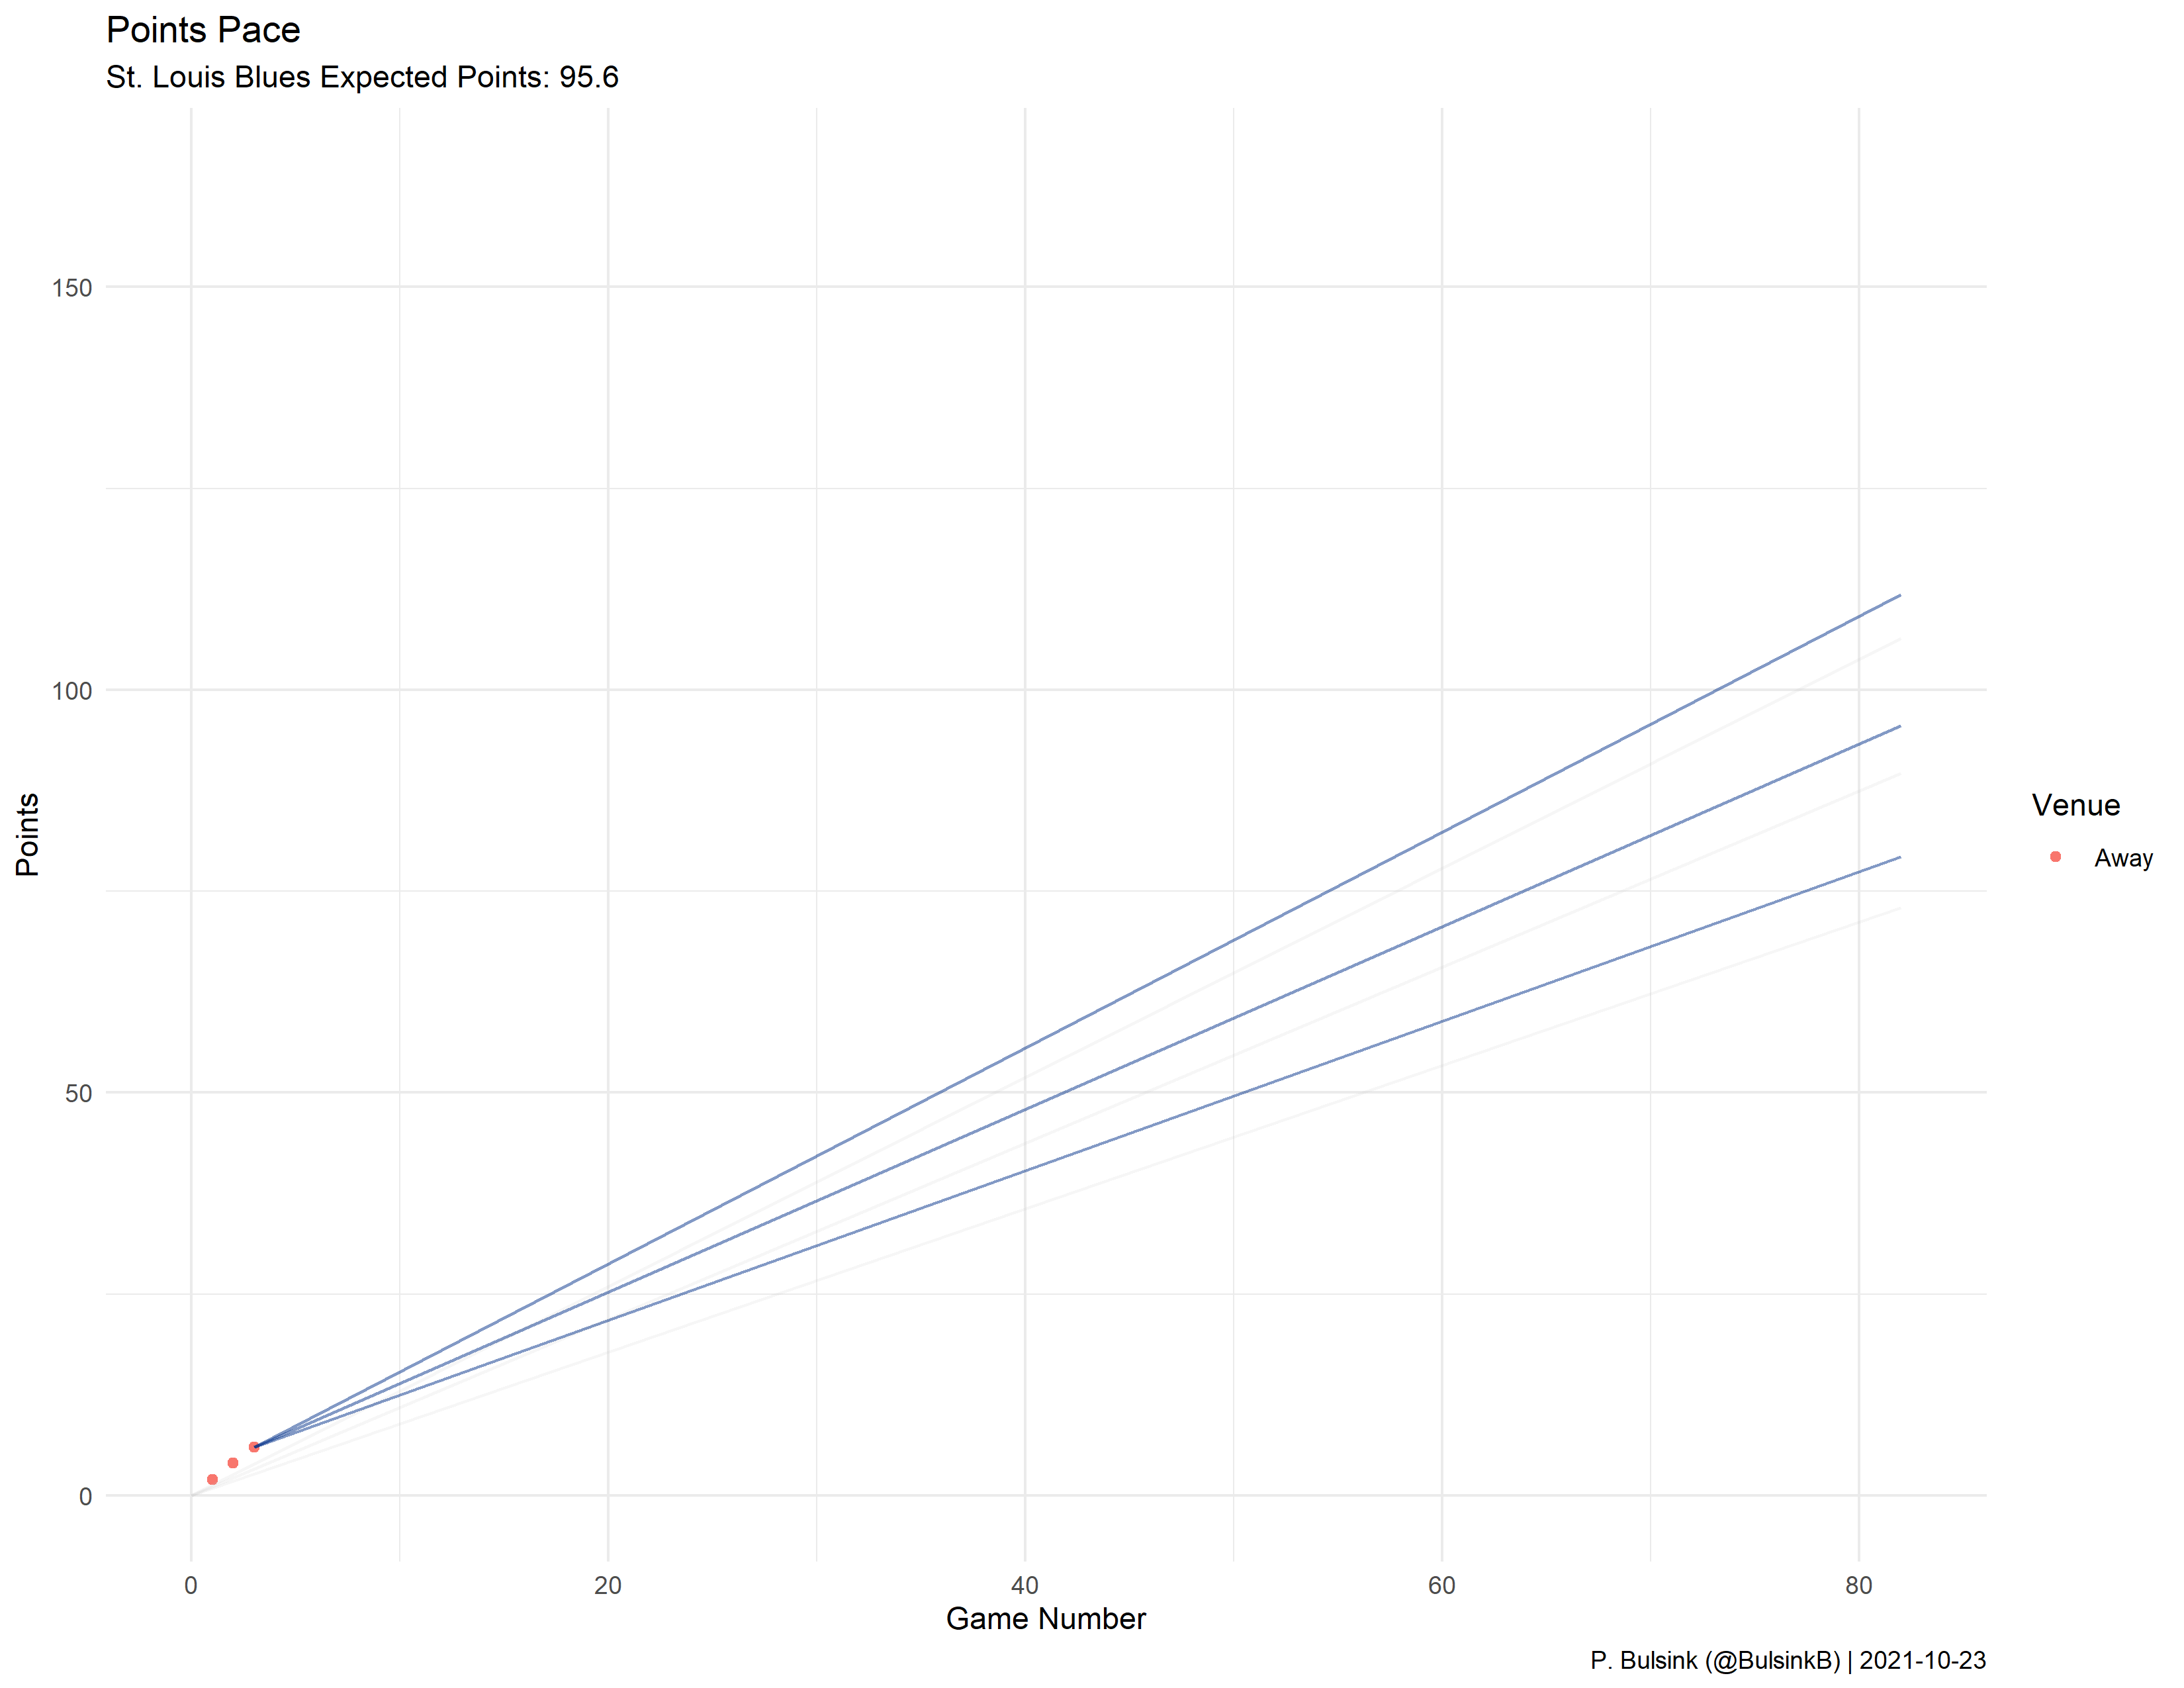 Points Pace
St. Louis Blues Expected Points: 95.6
150
100
50
0
Points
0 20 40 60 80
Game Number
Venue
Away
P. Bulsink (@BulsinkB) | 2021-10-23